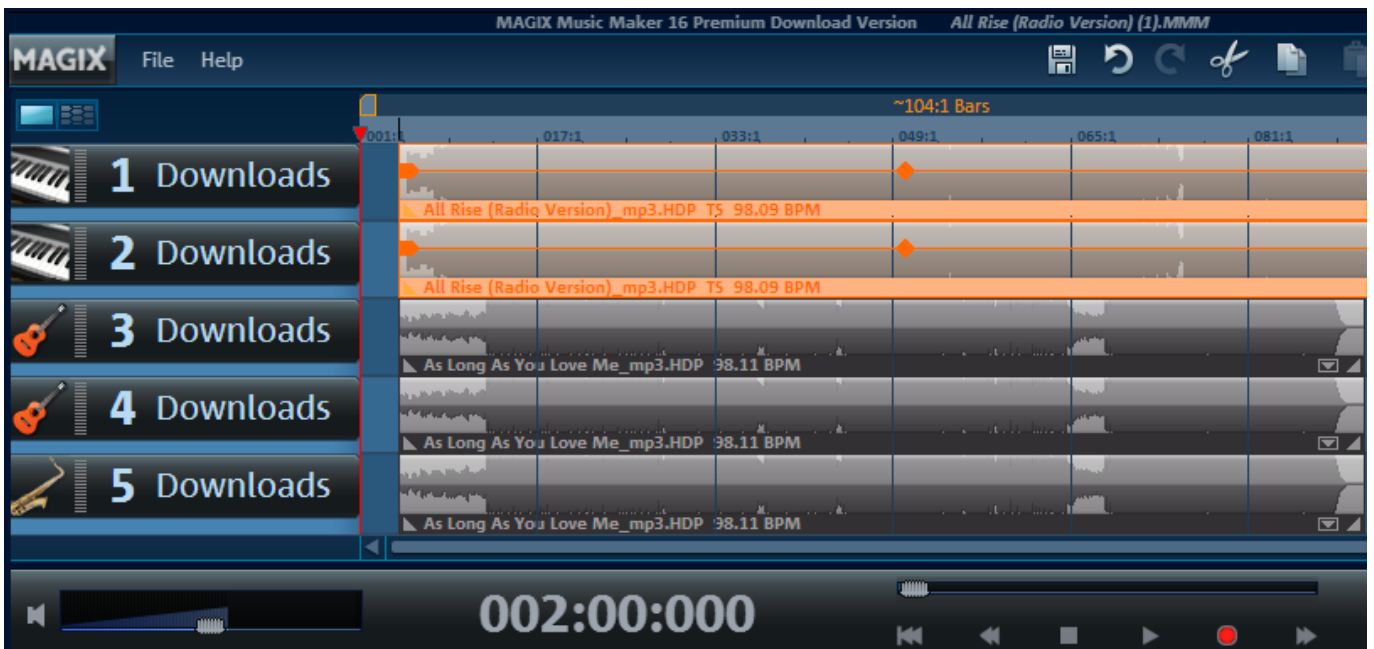 MAGIX Music Maker 16 Premium Download Version All Rise (Radio Version) (1).MMM
MAGIX File Help
~104:1 Bars
001:1 017:1 033:1 049:1 065:1 081:1
1 Downloads
All Rise (Radio Version)_mp3.HDP TS 98.09 BPM
2 Downloads
All Rise (Radio Version)_mp3.HDP TS 98.09 BPM
3 Downloads
As Long As You Love Me_mp3.HDP 98.11 BPM
4 Downloads
As Long As You Love Me_mp3.HDP 98.11 BPM
5 Downloads
As Long As You Love Me_mp3.HDP 98.11 BPM
002:00:000